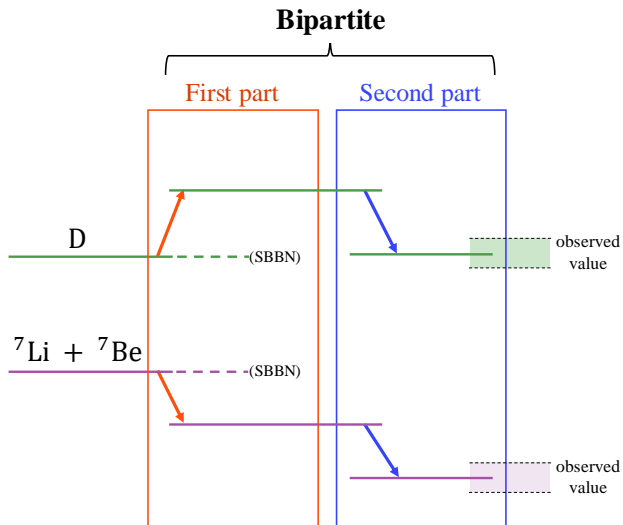 Bipartite
First part
Second part
D
(SBBN)
observed
value
⁷Li + ⁷Be
(SBBN)
observed
value